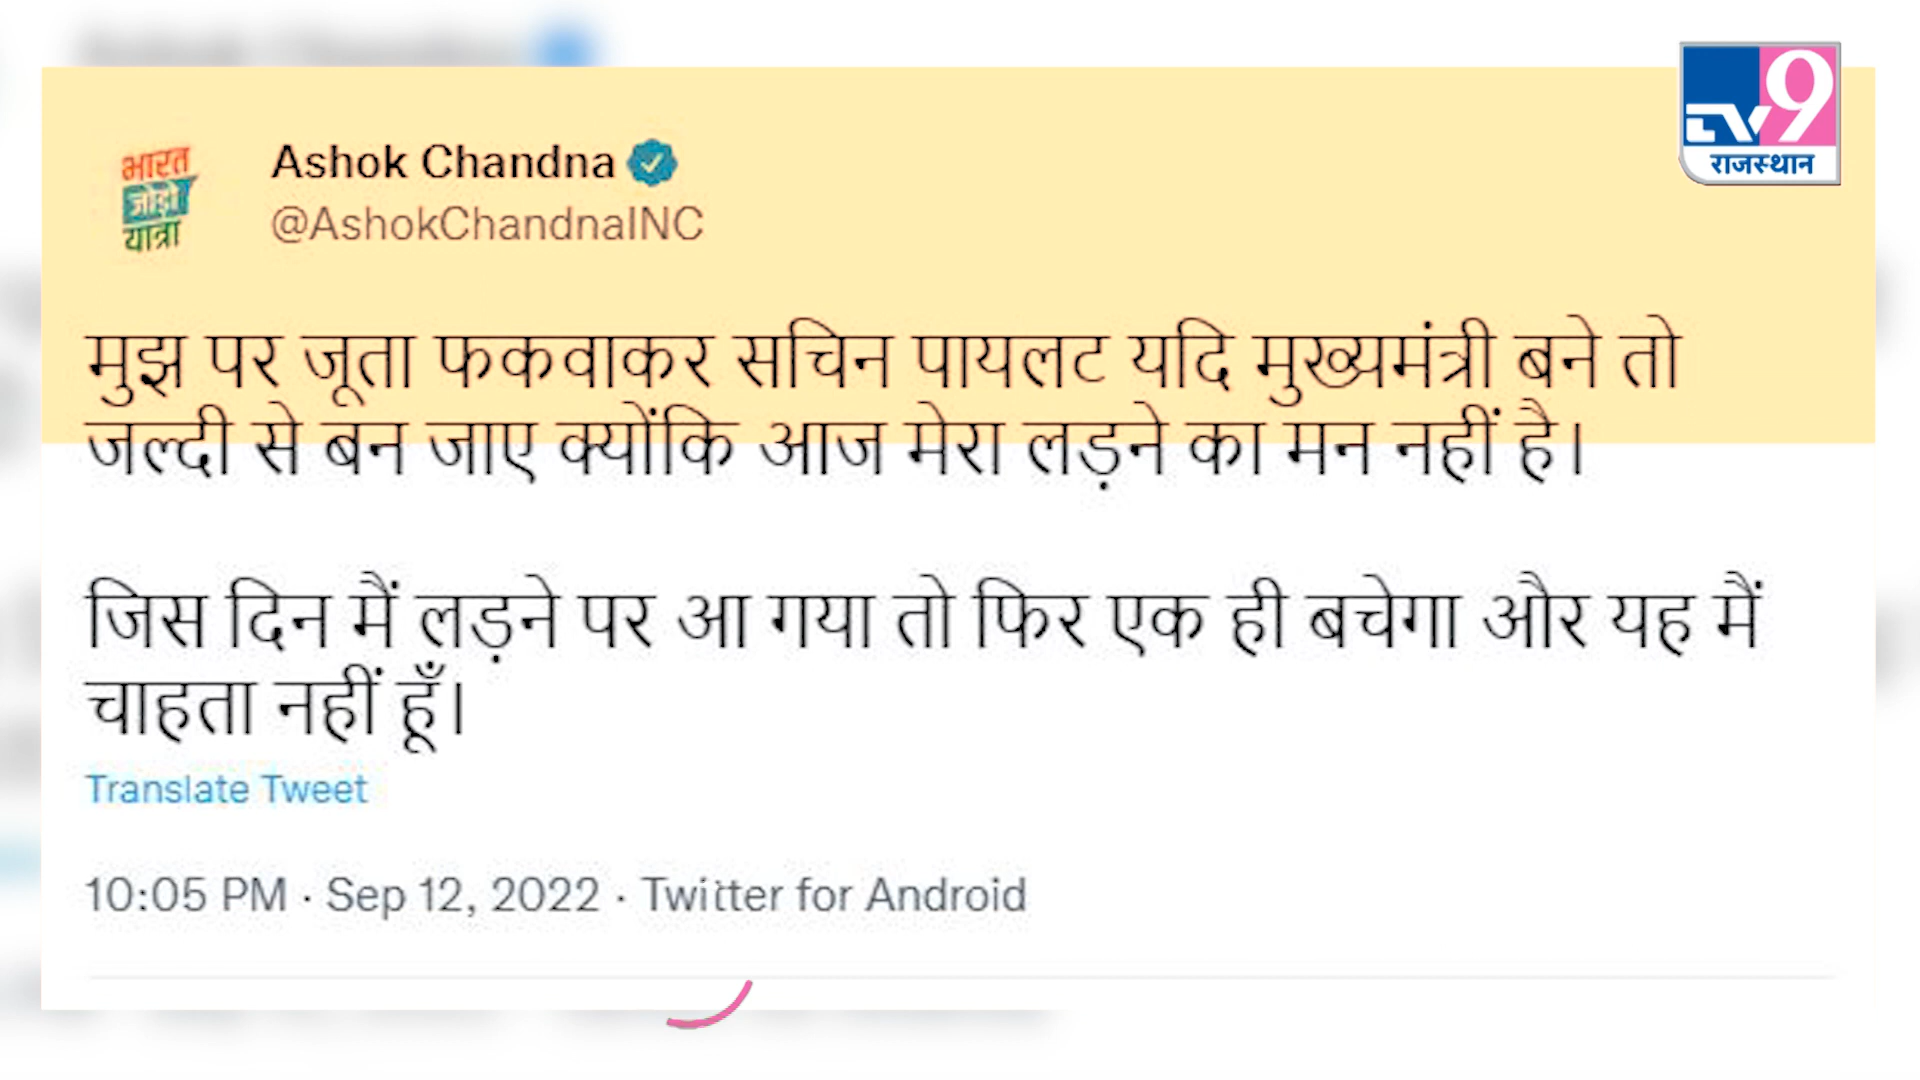 TV9
राजस्थान
भारत
जोड़ो
यात्रा
Ashok Chandna
@AshokChandnaINC
मुझ पर जूता फकवाकर सचिन पायलट यदि मुख्यमंत्री बने तो
जल्दी से बन जाए क्योंकि आज मेरा लड़ने का मन नहीं है।
जिस दिन मैं लड़ने पर आ गया तो फिर एक ही बचेगा और यह मैं
चाहता नहीं हूँ।
Translate Tweet
10:05 PM · Sep 12, 2022 · Twitter for Android